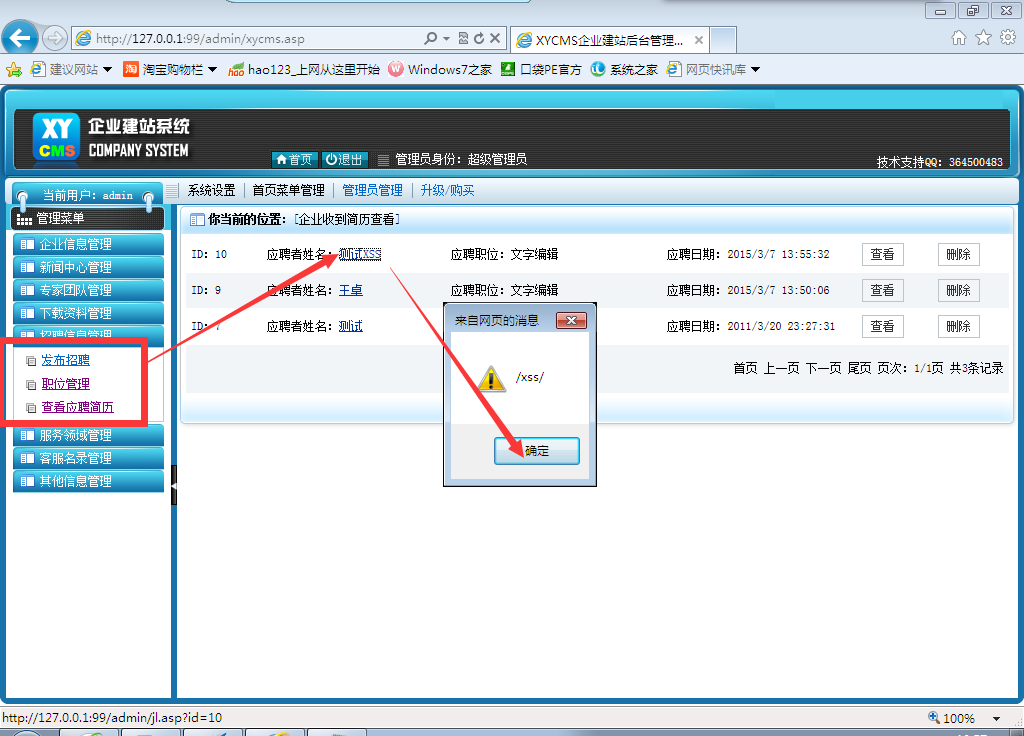 http://127.0.0.1:99/admin/xycms.asp
XYCMS企业建站后台管理...
建议网站
淘宝购物栏
hao123_上网从这里开始
Windows7之家
口袋PE官方
系统之家
网页快讯库
XY CMS
企业建站系统
COMPANY SYSTEM
首页
退出
管理员身份：超级管理员
技术支持QQ：364500483
当前用户：admin
系统设置
首页菜单管理
管理员管理
升级/购买
管理菜单
你当前的位置：[企业收到简历查看]
企业信息管理
新闻中心管理
专家团队管理
下载资料管理
招聘信息管理
发布招聘
职位管理
查看应聘简历
服务领域管理
客服名录管理
其他信息管理
ID：10 应聘者姓名：测试XSS 应聘职位：文字编辑 应聘日期：2015/3/7 13:55:32 查看 删除
ID：9 应聘者姓名：王卓 应聘职位：文字编辑 应聘日期：2015/3/7 13:50:06 查看 删除
ID：7 应聘者姓名：测试 应聘日期：2011/3/20 23:27:31 查看 删除
首页 上一页 下一页 尾页 页次：1/1页 共3条记录
来自网页的消息
/xss/
确定
http://127.0.0.1:99/admin/jl.asp?id=10
100%